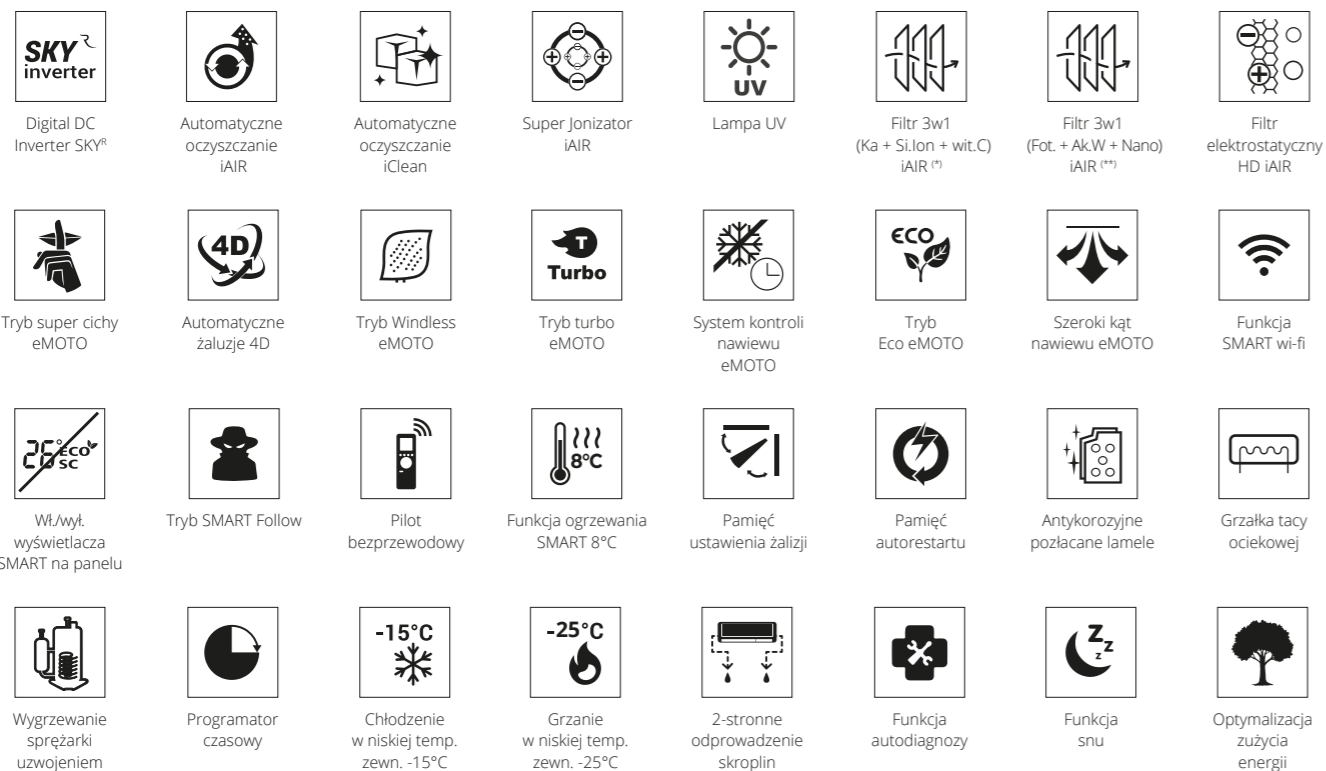 SKY R
inverter
Digital DC
Inverter SKYᴿ
Automatyczne
oczyszczanie
iAIR
Automatyczne
oczyszczanie
iClean
Super Jonizator
iAIR
UV
Lampa UV
Filtr 3w1
(Ka + Si.Ion + wit.C)
iAIR (*)
Filtr 3w1
(Fot. + Ak.W + Nano)
iAIR (**)
Filtr
elektrostatyczny
HD iAIR
Tryb super cichy
eMOTO
4D
Automatyczne
żaluzje 4D
Tryb Windless
eMOTO
T
Turbo
Tryb turbo
eMOTO
System kontroli
nawiewu
eMOTO
ECO
Tryb
Eco eMOTO
Szeroki kąt
nawiewu eMOTO
Funkcja
SMART wi-fi
26° ECO
SC
Wł./wył.
wyświetlacza
SMART na panelu
Tryb SMART Follow
Pilot
bezprzewodowy
8°C
Funkcja ogrzewania
SMART 8°C
Pamięć
ustawienia żalizji
Pamięć
autorestartu
Antykorozyjne
pozłacane lamele
Grzałka tacy
ociekowej
Wygrzewanie
sprężarki
uzwojeniem
Programator
czasowy
-15°C
Chłodzenie
w niskiej temp.
zewn. -15°C
-25°C
Grzanie
w niskiej temp.
zewn. -25°C
2-stronne
odprowadzenie
skroplin
Funkcja
autodiagnozy
Z Z Z
Funkcja
snu
Optymalizacja
zużycia
energii